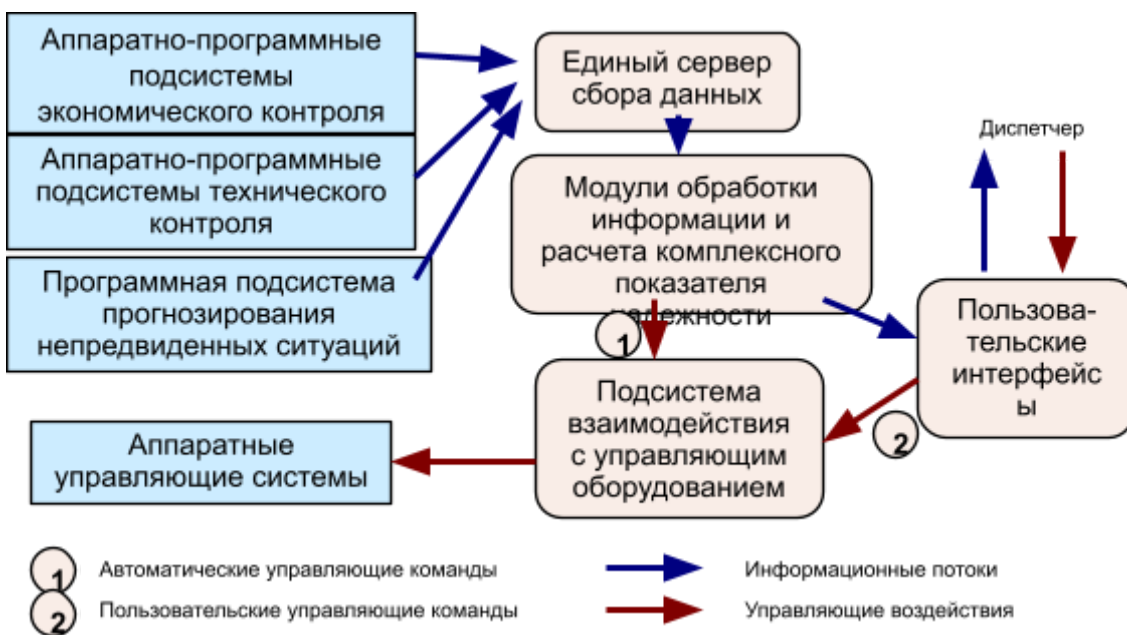 Аппаратно-программные
подсистемы
экономического контроля
Аппаратно-программные
подсистемы технического
контроля
Программная подсистема
прогнозирования
непредвиденных ситуаций
Единый сервер
сбора данных
Модули обработки
информации и
расчета комплексного
показателя
надежности
Диспетчер
Пользова-
тельские
интерфейс
ы
1
Подсистема
взаимодействия
с управляющим
оборудованием
2
Аппаратные
управляющие системы
1 Автоматические управляющие команды
2 Пользовательские управляющие команды
Информационные потоки
Управляющие воздействия